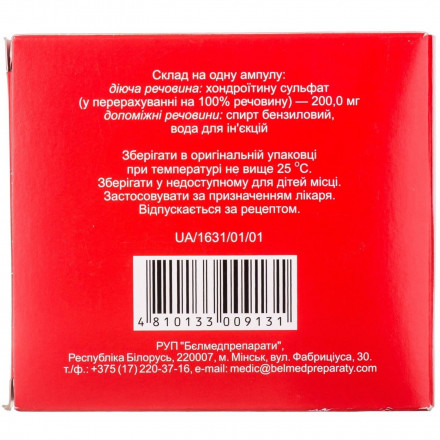 Склад на одну ампулу:
діюча речовина: хондроїтину сульфат
(у перерахуванні на 100% речовину) — 200,0 мг
допоміжні речовини: спирт бензиловий,
вода для ін'єкцій
Зберігати в оригінальній упаковці
при температурі не вище 25 °С.
Зберігати у недоступному для дітей місці.
Застосовувати за призначенням лікаря.
Відпускається за рецептом.
UA/1631/01/01
4 810133 009131
РУП "Бєлмедпрепарати",
Республіка Білорусь, 220007, м. Мінськ, вул. Фабриціуса, 30.
т./ф.: +375 (17) 220-37-16, e-mail: medic@belmedpreparaty.com